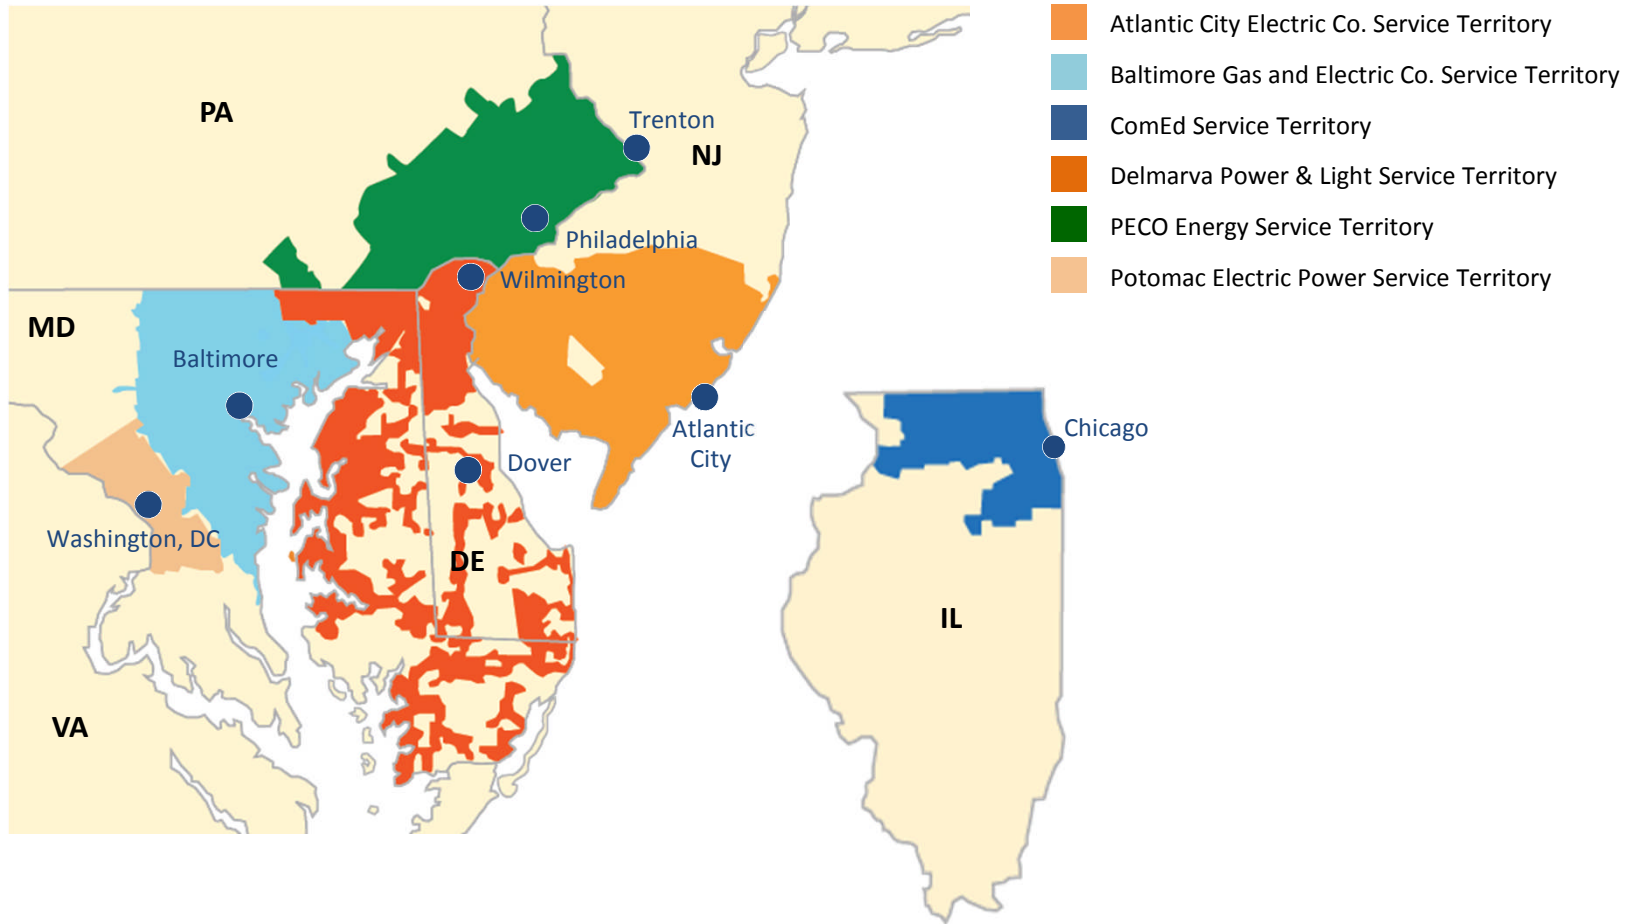 Atlantic City Electric Co. Service Territory
Baltimore Gas and Electric Co. Service Territory
ComEd Service Territory
Delmarva Power & Light Service Territory
PECO Energy Service Territory
Potomac Electric Power Service Territory
PA
Trenton
NJ
Philadelphia
Wilmington
MD
Baltimore
Atlantic
City
Dover
Washington, DC
DE
VA
Chicago
IL